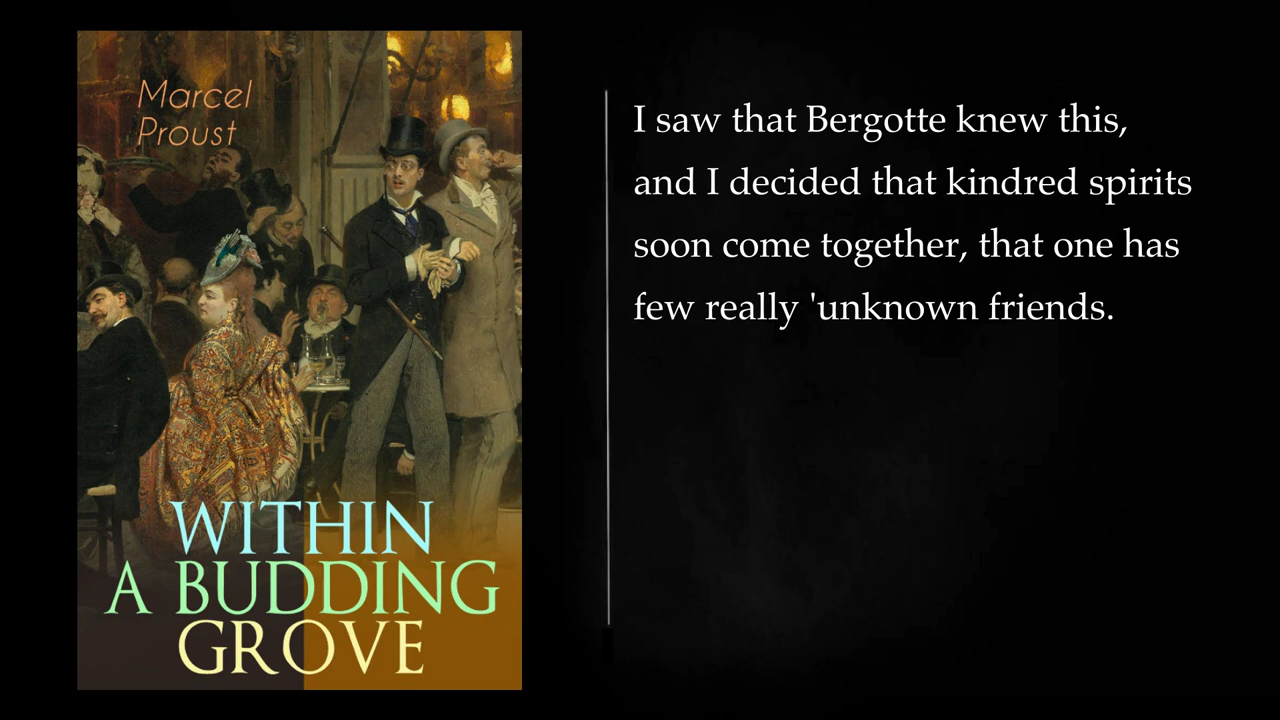 Marcel
Proust
WITHIN
A BUDDING
GROVE
I saw that Bergotte knew this,
and I decided that kindred spirits
soon come together, that one has
few really 'unknown friends.